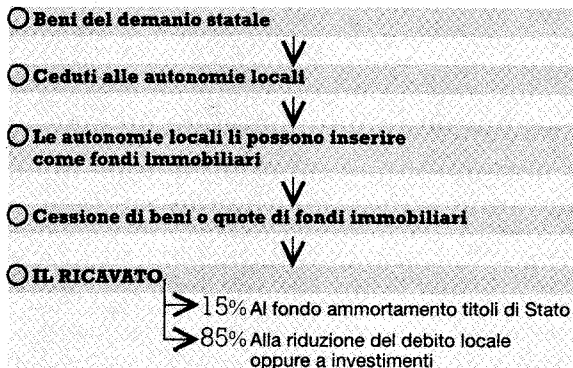 Beni del demanio statale
Ceduti alle autonomie locali
Le autonomie locali li possono inserire
come fondi immobiliari
Cessione di beni o quote di fondi immobiliari
IL RICAVATO
15% Al fondo ammortamento titoli di Stato
85% Alla riduzione del debito locale
oppure a investimenti